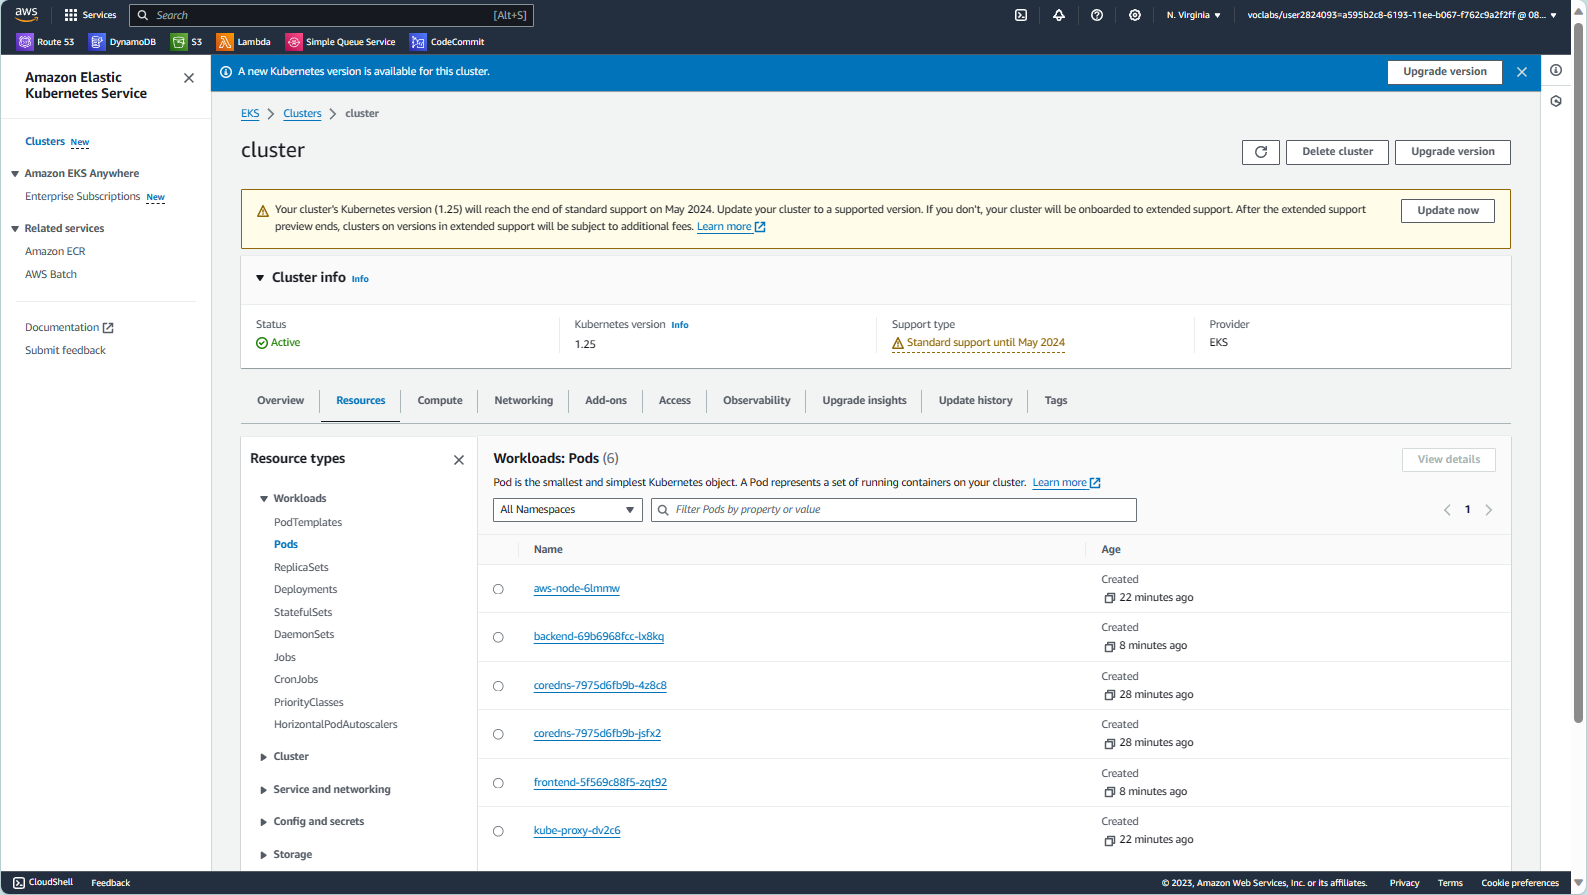 aws
Services
Search
[Alt+S]
N. Virginia
voclabs/user2824093=a595b2c8-6193-11ee-b067-f762c9a2f2ff @ 08...
Route 53
DynamoDB
S3
Lambda
Simple Queue Service
CodeCommit
Amazon Elastic
Kubernetes Service
Clusters New
Amazon EKS Anywhere
Enterprise Subscriptions New
Related services
Amazon ECR
AWS Batch
Documentation
Submit feedback
A new Kubernetes version is available for this cluster.
Upgrade version
EKS
Clusters
cluster
cluster
Delete cluster
Upgrade version
Your cluster's Kubernetes version (1.25) will reach the end of standard support on May 2024. Update your cluster to a supported version. If you don't, your cluster will be onboarded to extended support. After the extended support
preview ends, clusters on versions in extended support will be subject to additional fees. Learn more
Update now
Cluster info Info
Status
Active
Kubernetes version Info
1.25
Support type
Standard support until May 2024
Provider
EKS
Overview
Resources
Compute
Networking
Add-ons
Access
Observability
Upgrade insights
Update history
Tags
Resource types
Workloads
PodTemplates
Pods
ReplicaSets
Deployments
StatefulSets
DaemonSets
Jobs
CronJobs
PriorityClasses
HorizontalPodAutoscalers
Cluster
Service and networking
Config and secrets
Storage
Workloads: Pods (6)
View details
Pod is the smallest and simplest Kubernetes object. A Pod represents a set of running containers on your cluster. Learn more
All Namespaces
Filter Pods by property or value
1
Name
Age
aws-node-6lmmw
Created
22 minutes ago
backend-69b6968fcc-lx8kq
Created
8 minutes ago
coredns-7975d6fb9b-4z8c8
Created
28 minutes ago
coredns-7975d6fb9b-jsfx2
Created
28 minutes ago
frontend-5f569c88f5-zqt92
Created
8 minutes ago
kube-proxy-dv2c6
Created
22 minutes ago
CloudShell
Feedback
© 2023, Amazon Web Services, Inc. or its affiliates.
Privacy
Terms
Cookie preferences